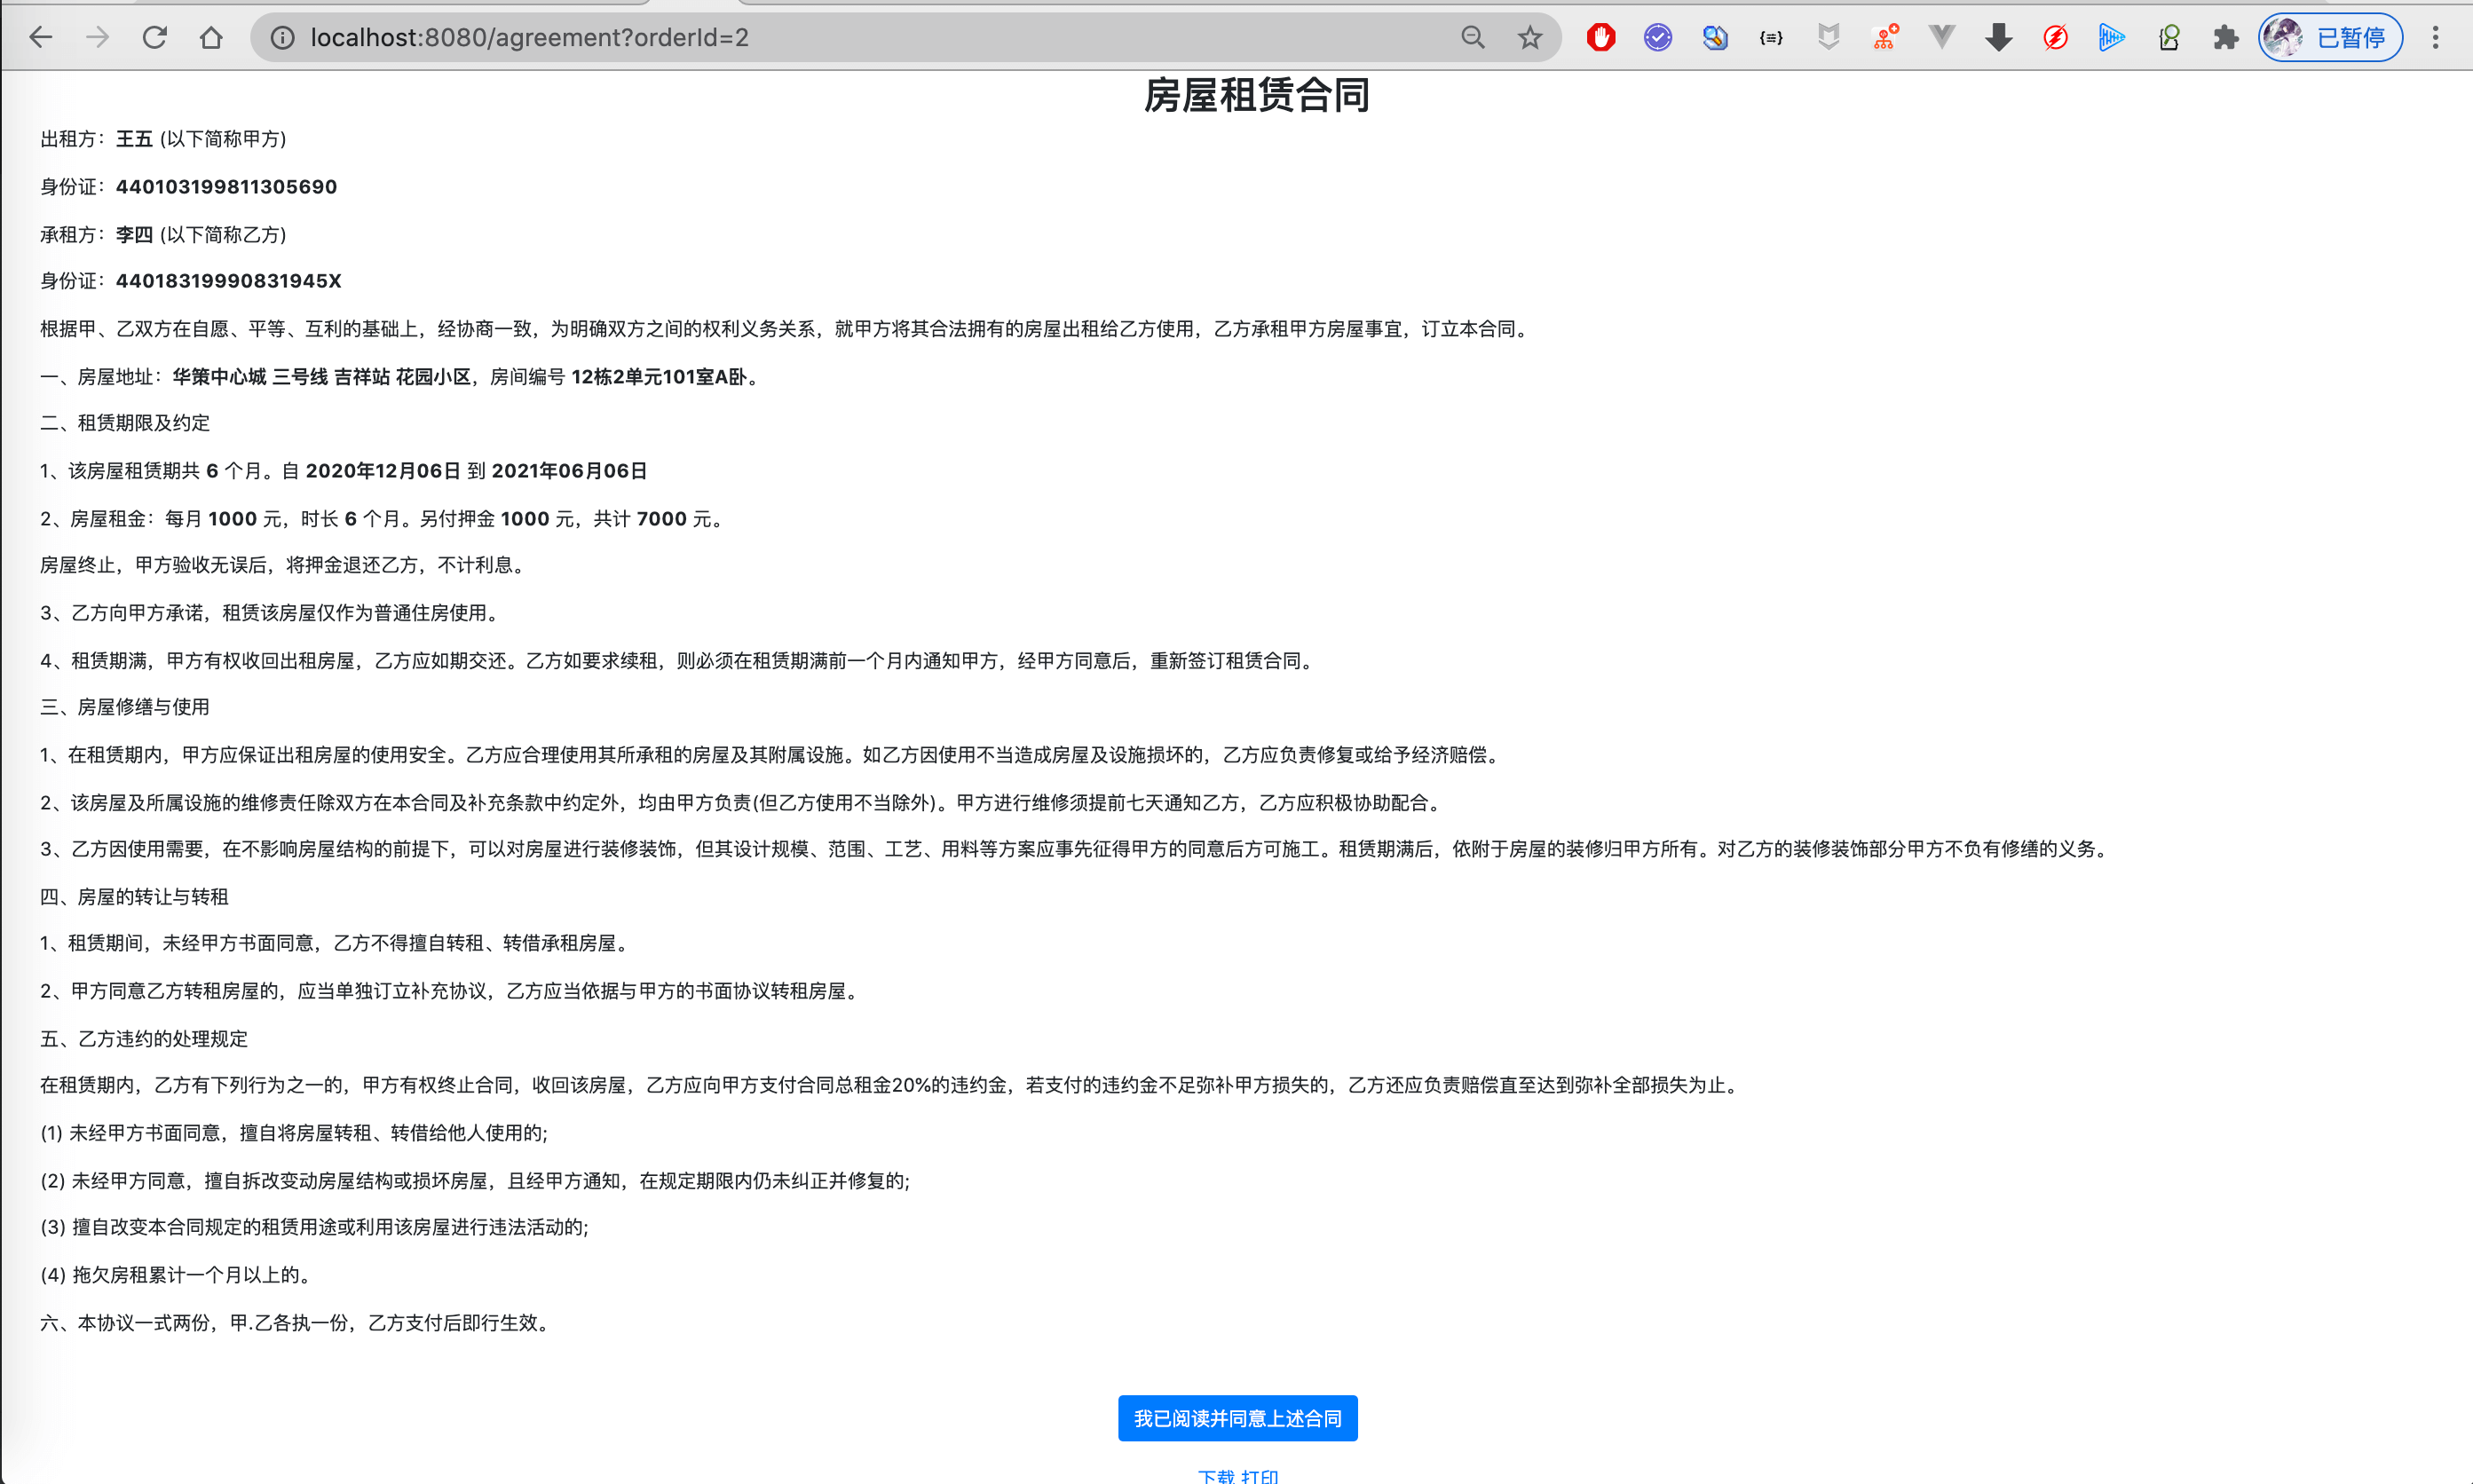 localhost:8080/agreement?orderId=2
已暂停
房屋租赁合同
出租方：王五 (以下简称甲方)
身份证：440103199811305690
承租方：李四 (以下简称乙方)
身份证：44018319990831945X
根据甲、乙双方在自愿、平等、互利的基础上，经协商一致，为明确双方之间的权利义务关系，就甲方将其合法拥有的房屋出租给乙方使用，乙方承租甲方房屋事宜，订立本合同。
一、房屋地址：华策中心城 三号线 吉祥站 花园小区，房间编号 12栋2单元101室A卧。
二、租赁期限及约定
1、该房屋租赁期共 6 个月。自 2020年12月06日 到 2021年06月06日
2、房屋租金：每月 1000 元，时长 6 个月。另付押金 1000 元，共计 7000 元。
房屋终止，甲方验收无误后，将押金退还乙方，不计利息。
3、乙方向甲方承诺，租赁该房屋仅作为普通住房使用。
4、租赁期满，甲方有权收回出租房屋，乙方应如期交还。乙方如要求续租，则必须在租赁期满前一个月内通知甲方，经甲方同意后，重新签订租赁合同。
三、房屋修缮与使用
1、在租赁期内，甲方应保证出租房屋的使用安全。乙方应合理使用其所承租的房屋及其附属设施。如乙方因使用不当造成房屋及设施损坏的，乙方应负责修复或给予经济赔偿。
2、该房屋及所属设施的维修责任除双方在本合同及补充条款中约定外，均由甲方负责(但乙方使用不当除外)。甲方进行维修须提前七天通知乙方，乙方应积极协助配合。
3、乙方因使用需要，在不影响房屋结构的前提下，可以对房屋进行装修装饰，但其设计规模、范围、工艺、用料等方案应事先征得甲方的同意后方可施工。租赁期满后，依附于房屋的装修归甲方所有。对乙方的装修装饰部分甲方不负有修缮的义务。
四、房屋的转让与转租
1、租赁期间，未经甲方书面同意，乙方不得擅自转租、转借承租房屋。
2、甲方同意乙方转租房屋的，应当单独订立补充协议，乙方应当依据与甲方的书面协议转租房屋。
五、乙方违约的处理规定
在租赁期内，乙方有下列行为之一的，甲方有权终止合同，收回该房屋，乙方应向甲方支付合同总租金20%的违约金，若支付的违约金不足弥补甲方损失的，乙方还应负责赔偿直至达到弥补全部损失为止。
(1) 未经甲方书面同意，擅自将房屋转租、转借给他人使用的;
(2) 未经甲方同意，擅自拆改变动房屋结构或损坏房屋，且经甲方通知，在规定期限内仍未纠正并修复的;
(3) 擅自改变本合同规定的租赁用途或利用该房屋进行违法活动的;
(4) 拖欠房租累计一个月以上的。
六、本协议一式两份，甲.乙各执一份，乙方支付后即行生效。
我已阅读并同意上述合同
下载 打印